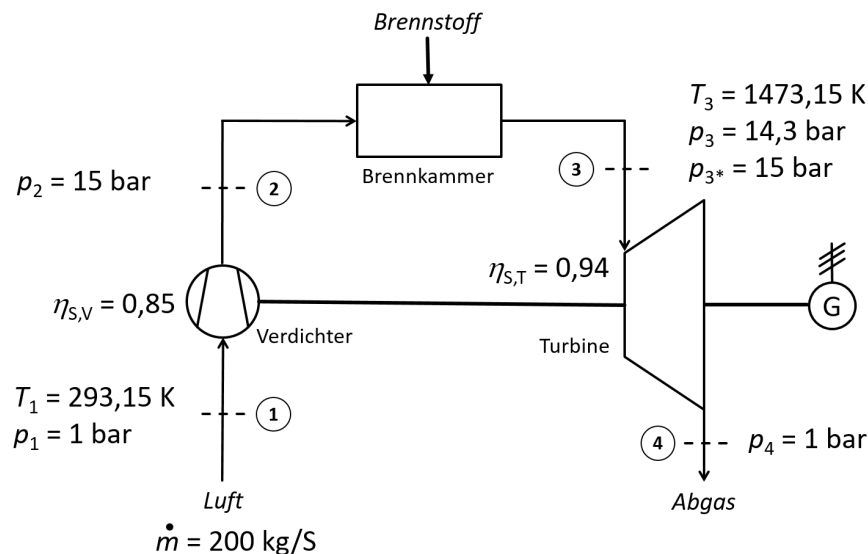 Brennstoff
T3 = 1473,15 K
p3 = 14,3 bar
p3* = 15 bar
p2 = 15 bar
2
Brennkammer
3
ηS,V = 0,85
Verdichter
ηS,T = 0,94
Turbine
G
T1 = 293,15 K
p1 = 1 bar
1
4
p4 = 1 bar
Luft
Abgas
ṁ = 200 kg/S